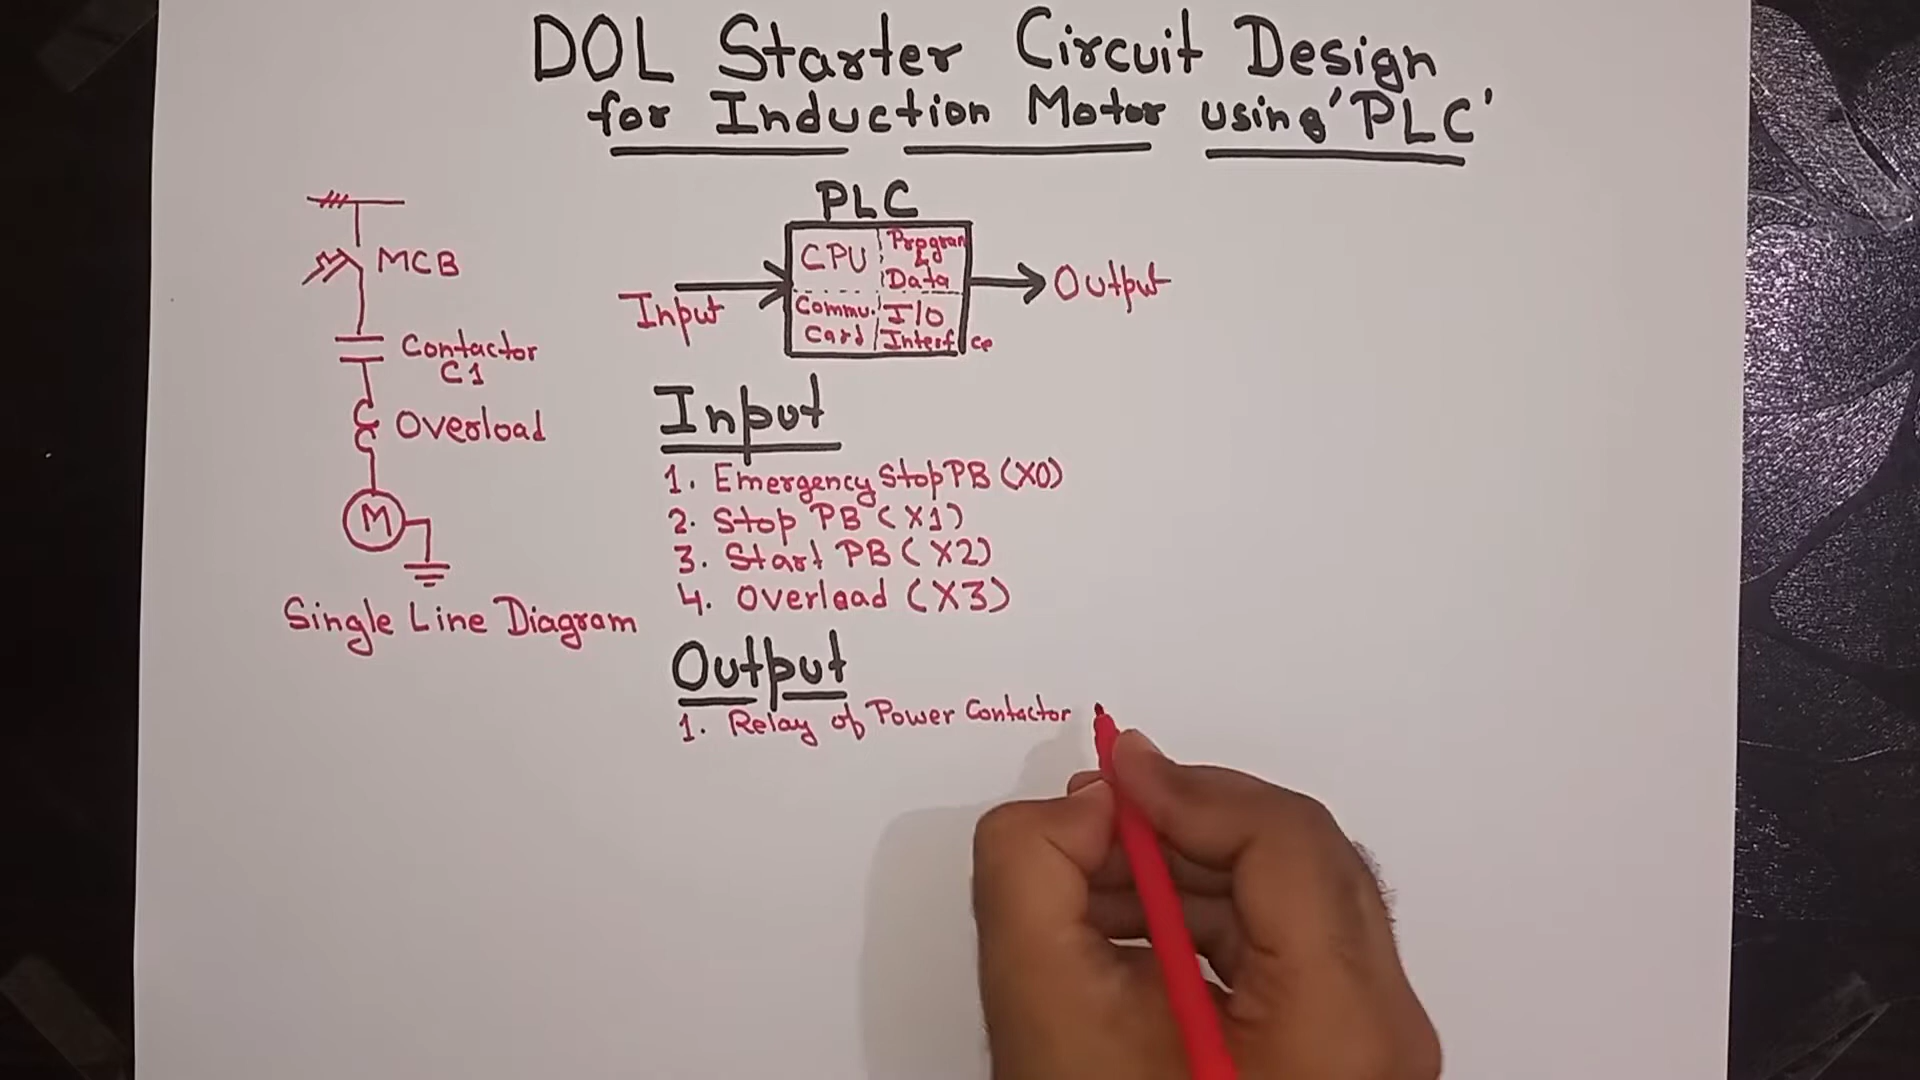 DOL Starter Circuit Design
for Induction Motor using 'PLC'
MCB
Contactor
C1
Overload
M
Single Line Diagram
PLC
CPU
Program
&
Data
Commu.
Card
I/O
Interface
Input
Output
Input
1. Emergency Stop PB (X0)
2. Stop PB (X1)
3. Start PB (X2)
4. Overload (X3)
Output
1. Relay of Power Contactor